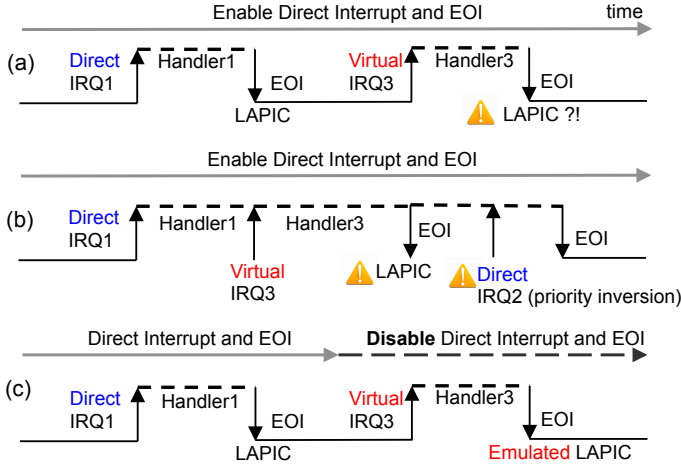 Enable Direct Interrupt and EOI time
(a) Direct Handler1 Virtual Handler3
IRQ1 EOI IRQ3 EOI
LAPIC LAPIC ?!
Enable Direct Interrupt and EOI
(b) Direct Handler1 Handler3
IRQ1 EOI EOI
Virtual LAPIC Direct
IRQ3 IRQ2 (priority inversion)
Direct Interrupt and EOI Disable Direct Interrupt and EOI
(c) Direct Handler1 Virtual Handler3
IRQ1 EOI IRQ3 EOI
LAPIC Emulated LAPIC